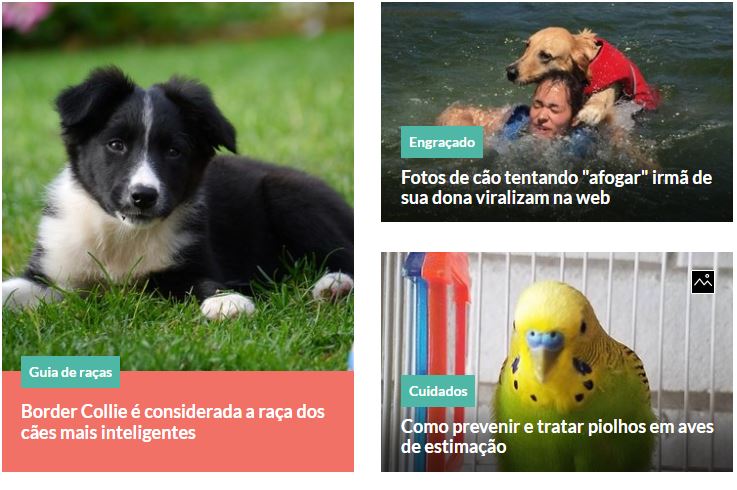 Guia de raças
Border Collie é considerada a raça dos
cães mais inteligentes
Engraçado
Fotos de cão tentando "afogar" irmã de
sua dona viralizam na web
Cuidados
Como prevenir e tratar piolhos em aves
de estimação